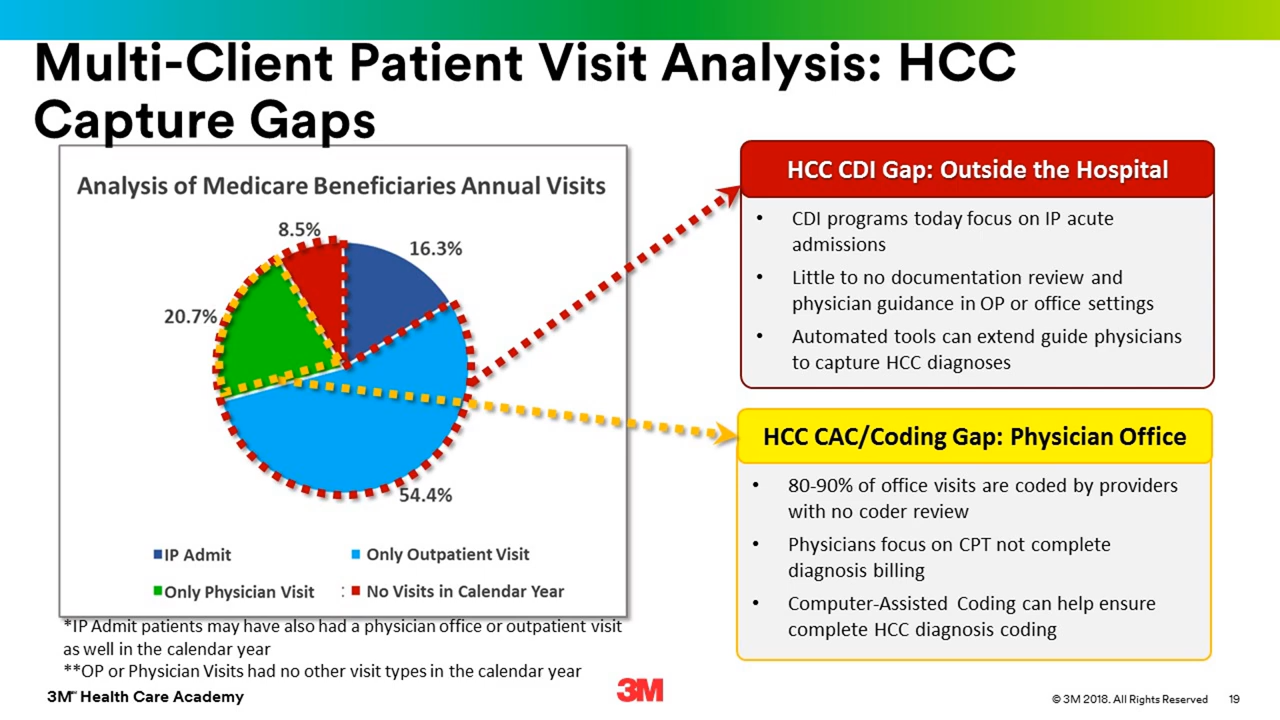 Multi-Client Patient Visit Analysis: HCC
Capture Gaps
Analysis of Medicare Beneficiaries Annual Visits
8.5%
16.3%
20.7%
54.4%
IP Admit
Only Outpatient Visit
Only Physician Visit
: No Visits in Calendar Year
*IP Admit patients may have also had a physician office or outpatient visit
as well in the calendar year
**OP or Physician Visits had no other visit types in the calendar year
HCC CDI Gap: Outside the Hospital
• CDI programs today focus on IP acute
admissions
• Little to no documentation review and
physician guidance in OP or office settings
• Automated tools can extend guide physicians
to capture HCC diagnoses
HCC CAC/Coding Gap: Physician Office
• 80-90% of office visits are coded by providers
with no coder review
• Physicians focus on CPT not complete
diagnosis billing
• Computer-Assisted Coding can help ensure
complete HCC diagnosis coding
3M℠ Health Care Academy
3M
© 3M 2018. All Rights Reserved 19